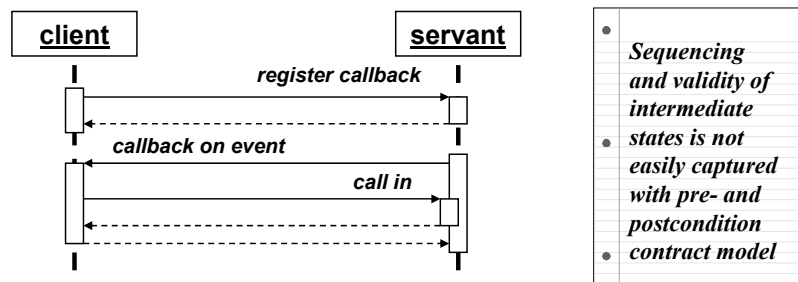 client
servant
register callback
callback on event
call in
Sequencing
and validity of
intermediate
states is not
easily captured
with pre- and
postcondition
contract model